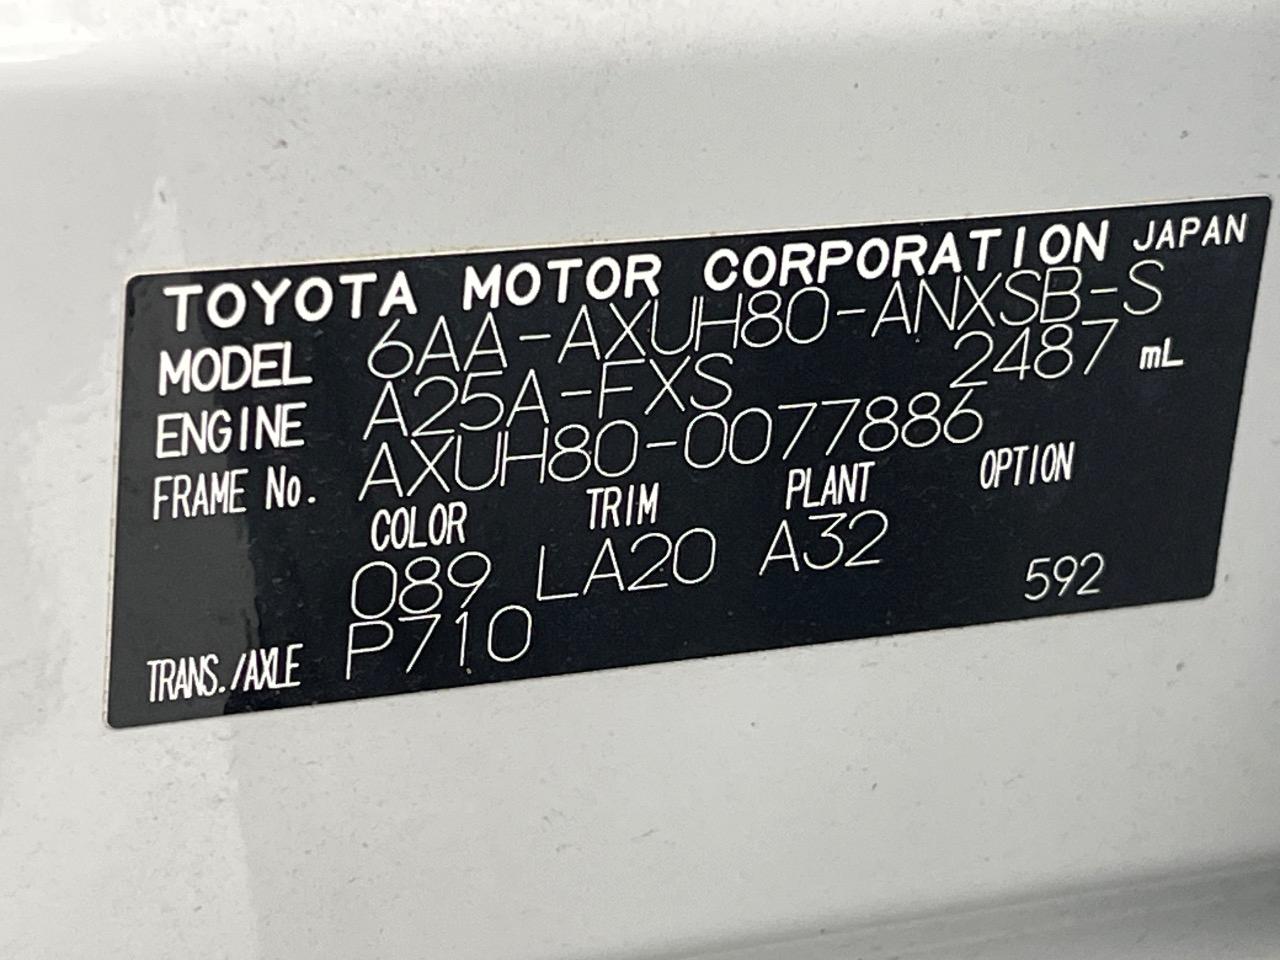 TOYOTA MOTOR CORPORATION JAPAN
MODEL 6AA-AXUH80-ANXSB-S
ENGINE A25A-FXS 2487 mL
FRAME No. AXUH80-0077886
COLOR TRIM PLANT OPTION
089 LA20 A32
TRANS./AXLE P710 592